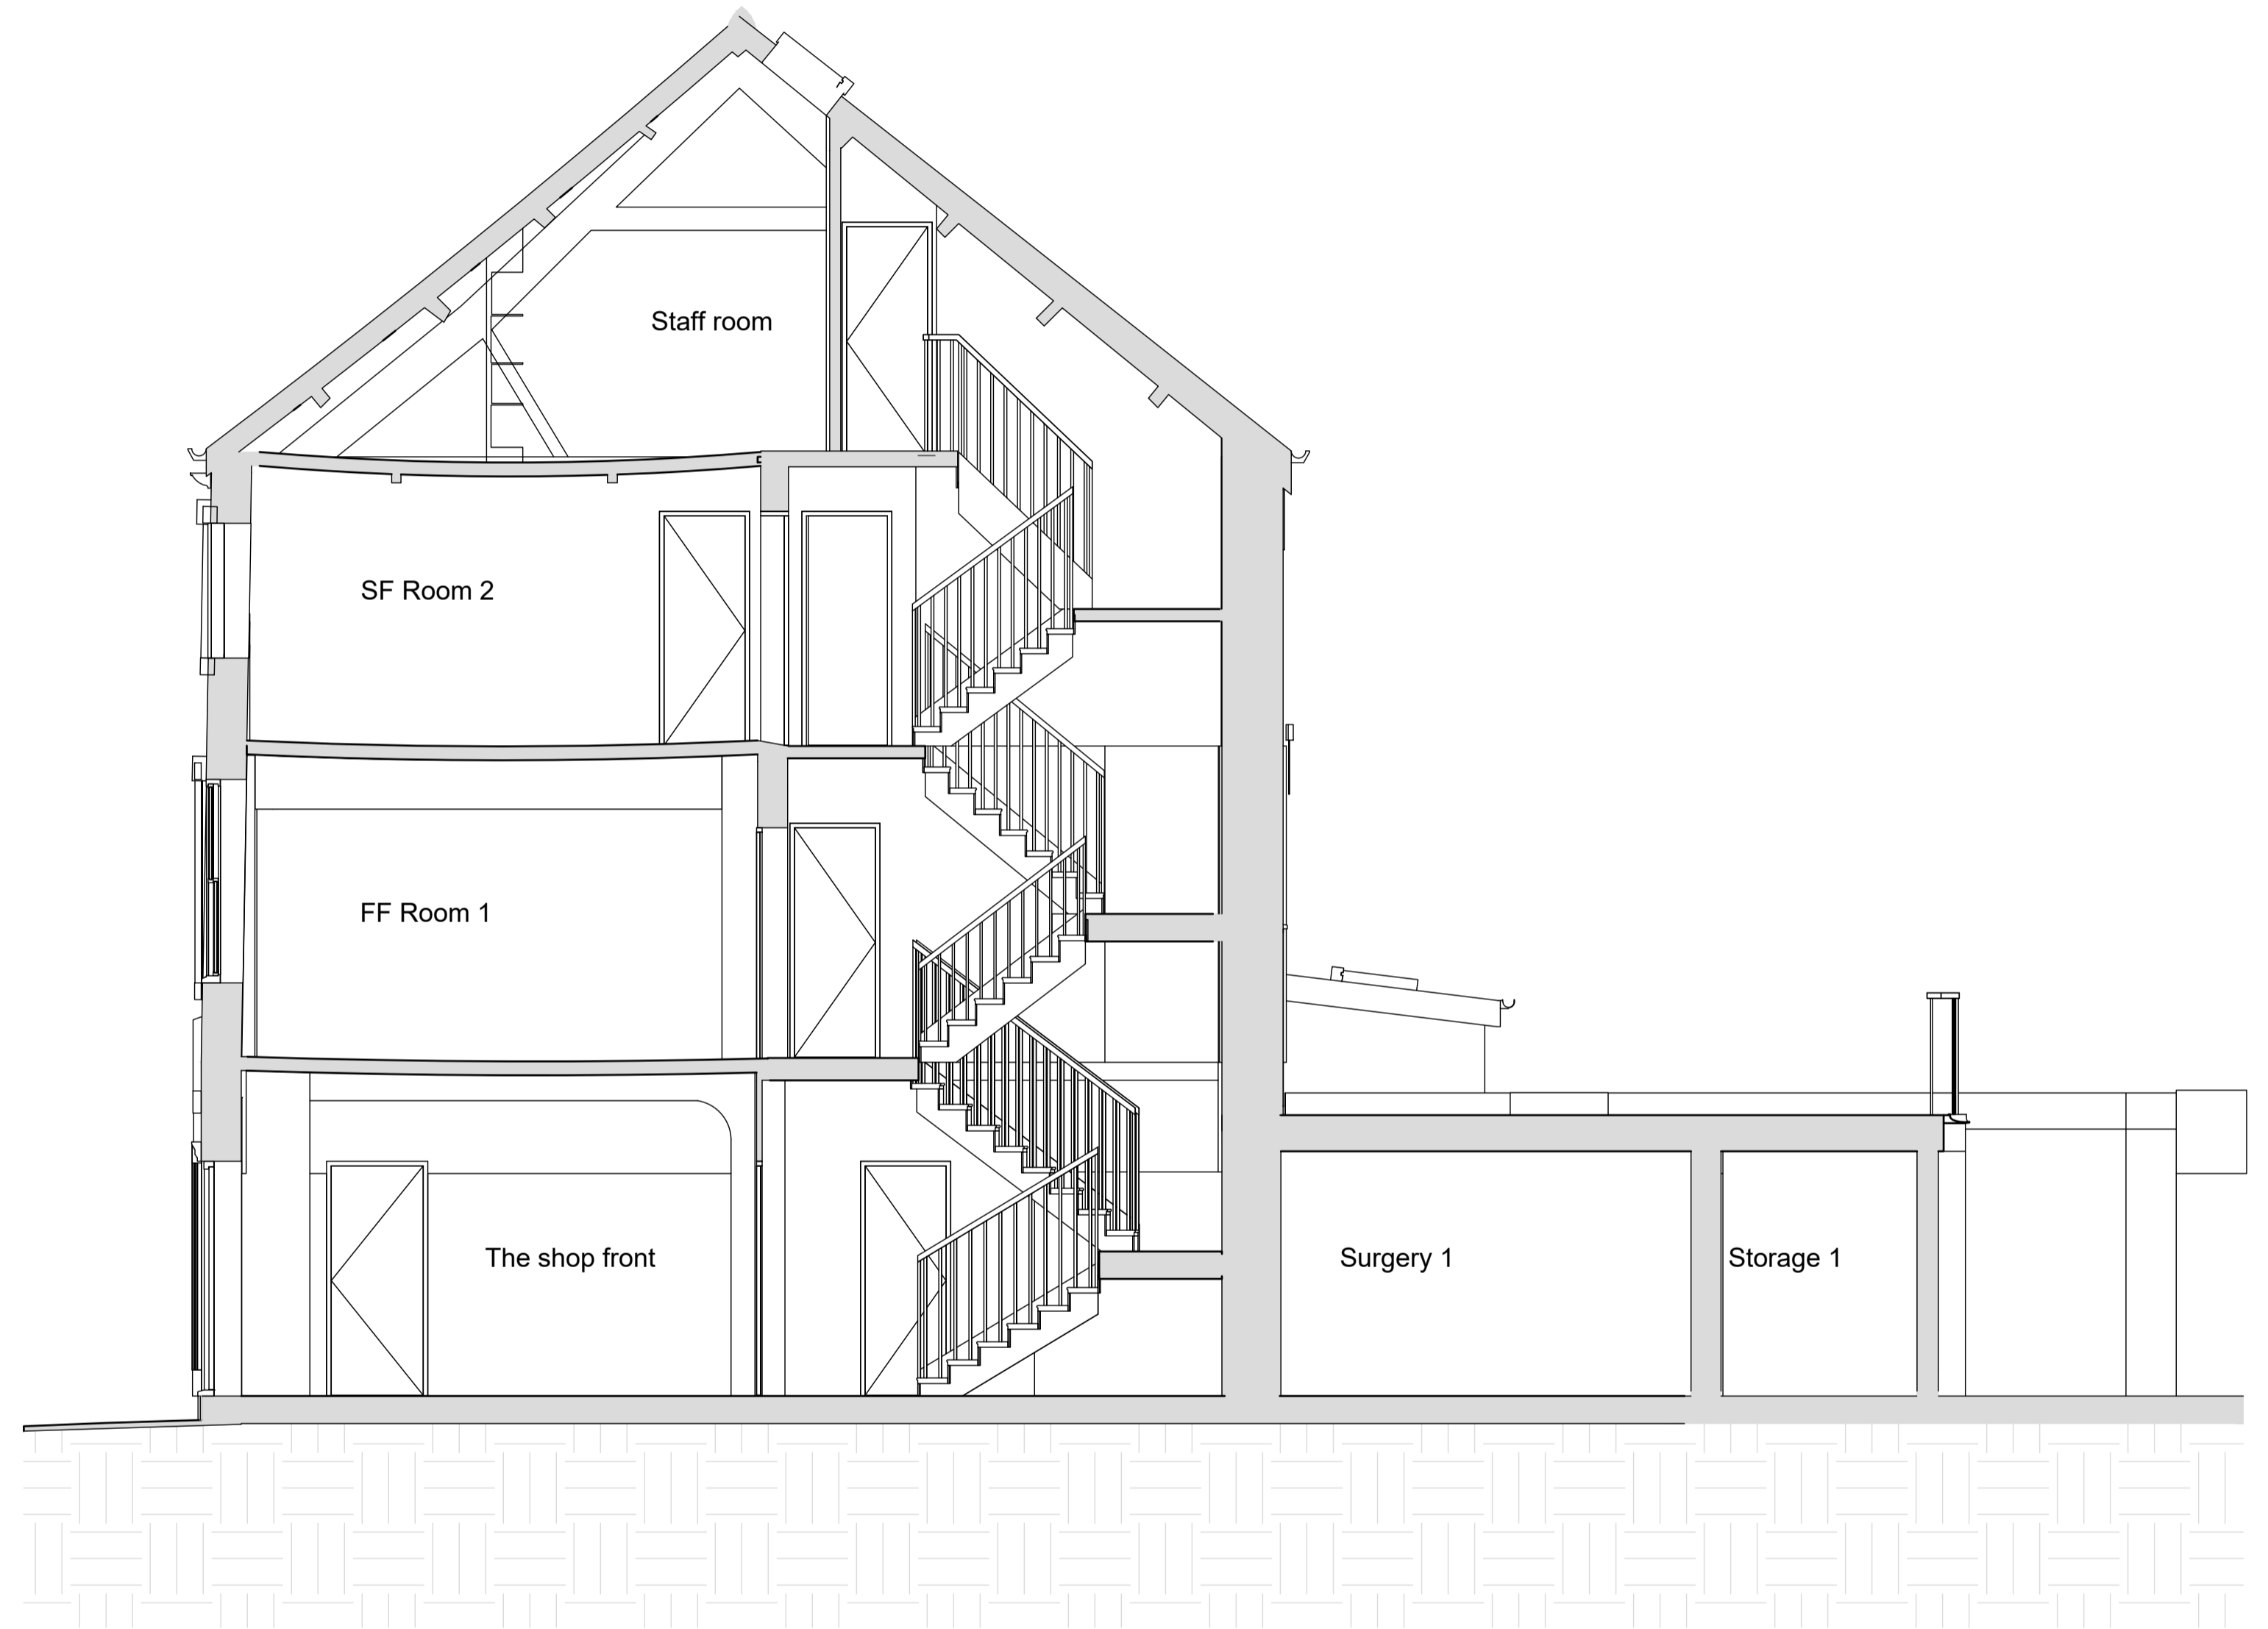 Staff room
SF Room 2
FF Room 1
The shop front
Surgery 1
Storage 1